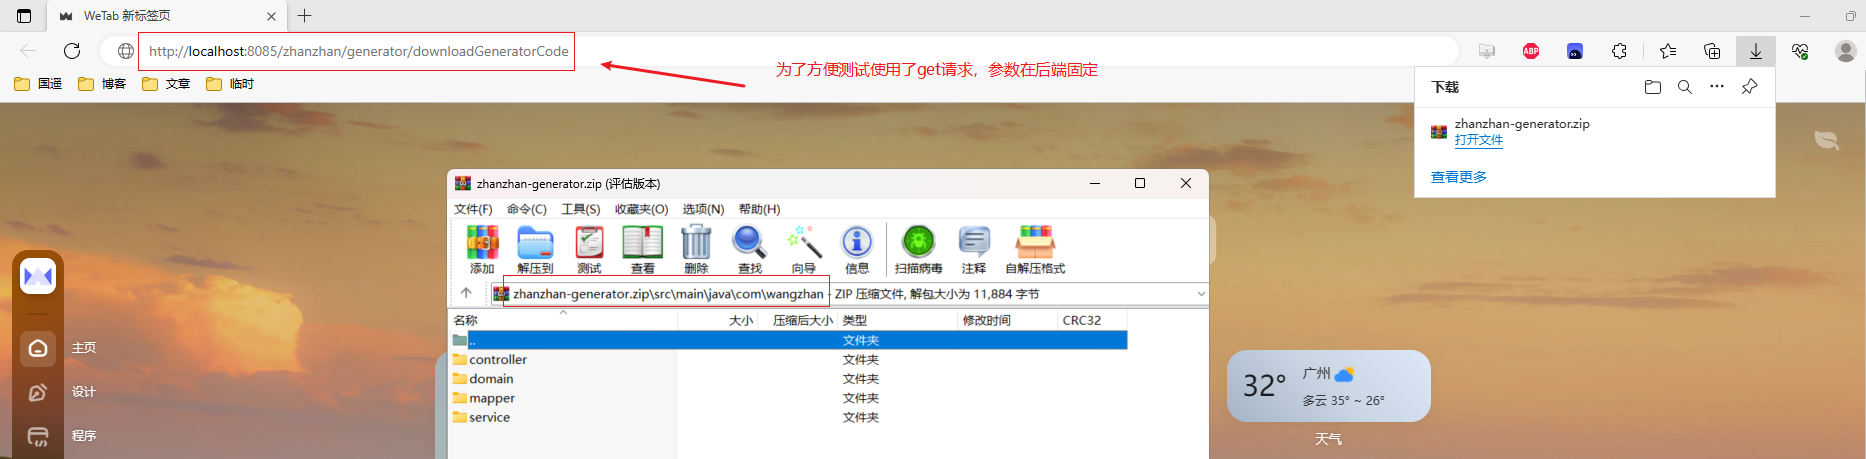 WeTab 新标签页
http://localhost:8085/zhanzhan/generator/downloadGeneratorCode
ABP
为了方便测试使用了get请求，参数在后端固定
国遥 博客 文章 临时
下载
zhanzhan-generator.zip
打开文件
查看更多
zhanzhan-generator.zip (评估版本)
文件(F) 命令(C) 工具(S) 收藏夹(O) 选项(N) 帮助(H)
添加 解压到 测试 查看 删除 查找 向导 信息 扫描病毒 注释 自解压格式
zhanzhan-generator.zip\src\main\java\com\wangzhan - ZIP 压缩文件, 解包大小为 11,884 字节
名称 大小 压缩后大小 类型 修改时间 CRC32
.. 文件夹
controller 文件夹
domain 文件夹
mapper 文件夹
service 文件夹
主页
设计
程序
32° 广州
多云 35° ~ 26°
天气